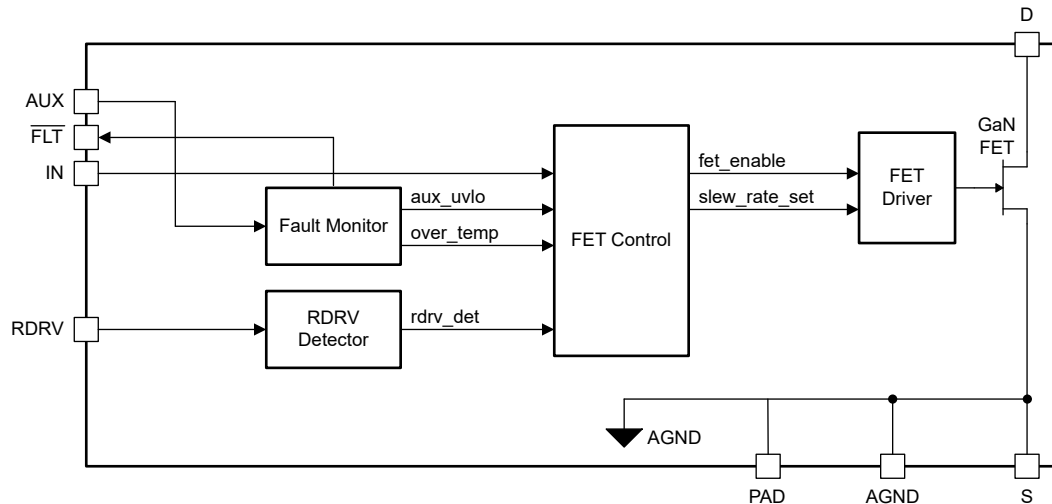 D
AUX
FLT
IN
GaN
FET
fet_enable
slew_rate_set
FET
Driver
aux_uvlo
over_temp
Fault Monitor
FET Control
RDRV
RDRV
Detector
rdrv_det
AGND
PAD
AGND
S